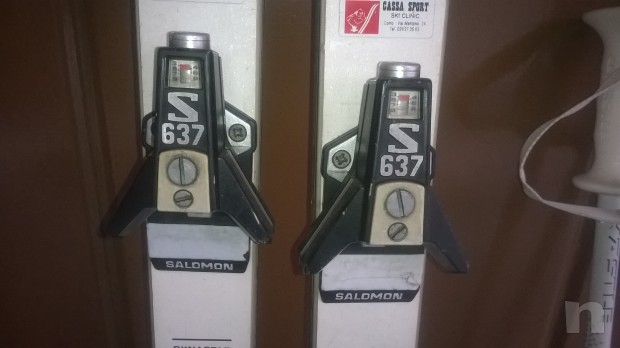 CASSA SPORT
SKI CLINIC
S
637
S
637
SALOMON
SALOMON
n